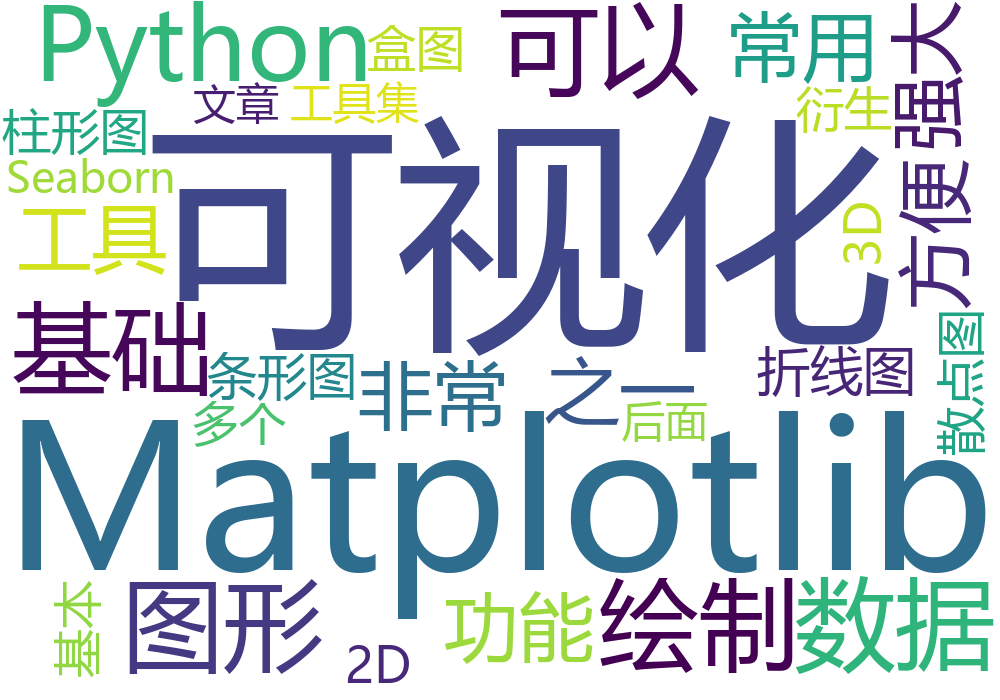 Python
盒图
可以
常用
强大
文章
工具集
衍生
柱形图
可视化
Seaborn
方便
工具
3D
基础
条形图
非常
之一
折线图
散点图
多个
后面
Matplotlib
基本
图形
2D
功能
绘制
数据